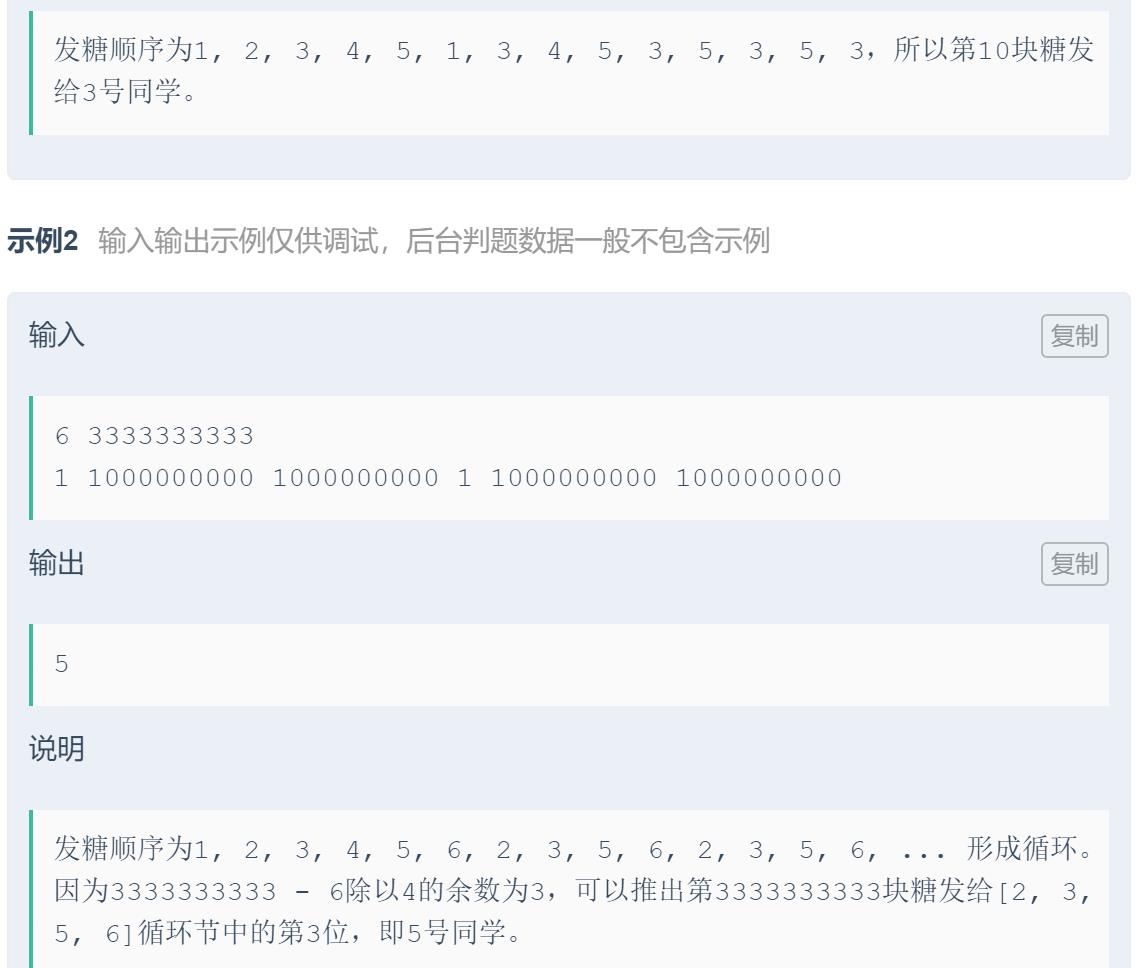 发糖顺序为1, 2, 3, 4, 5, 1, 3, 4, 5, 3, 5, 3, 5, 3，所以第10块糖发
给3号同学。
示例2 输入输出示例仅供调试，后台判题数据一般不包含示例
输入
复制
6 3333333333
1 1000000000 1000000000 1 1000000000 1000000000
输出
复制
5
说明
发糖顺序为1, 2, 3, 4, 5, 6, 2, 3, 5, 6, 2, 3, 5, 6, ... 形成循环。
因为3333333333 - 6除以4的余数为3，可以推出第3333333333块糖发给[2, 3,
5, 6]循环节中的第3位，即5号同学。